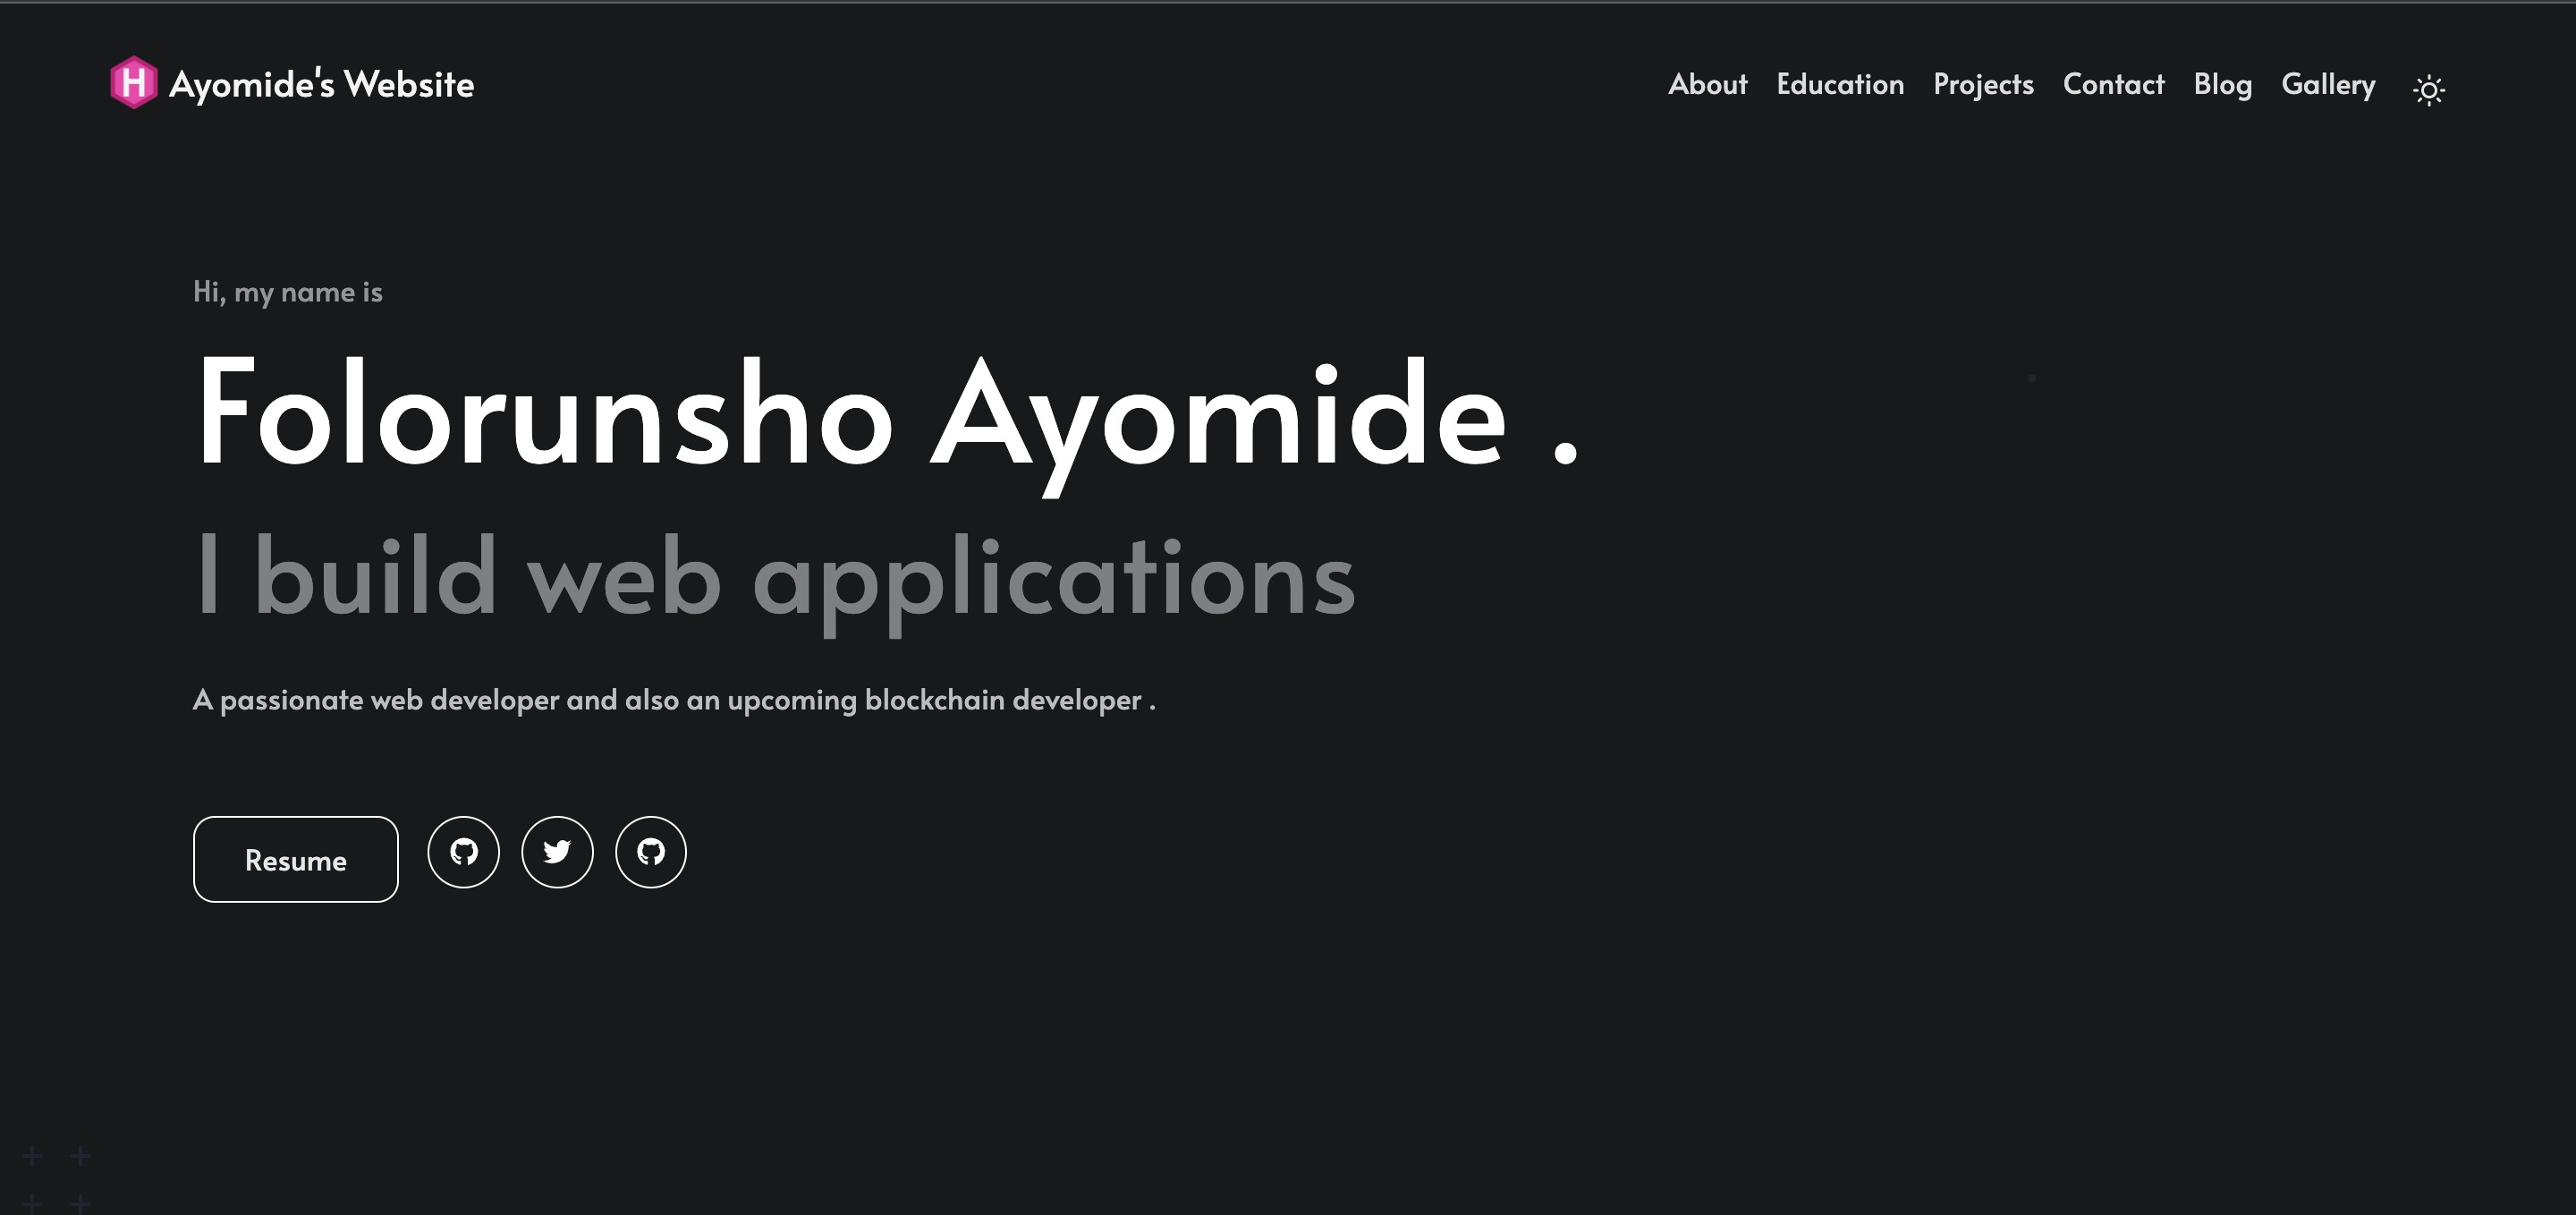 H Ayomide's Website
About Education Projects Contact Blog Gallery
Hi, my name is
Folorunsho Ayomide .
I build web applications
A passionate web developer and also an upcoming blockchain developer .
Resume